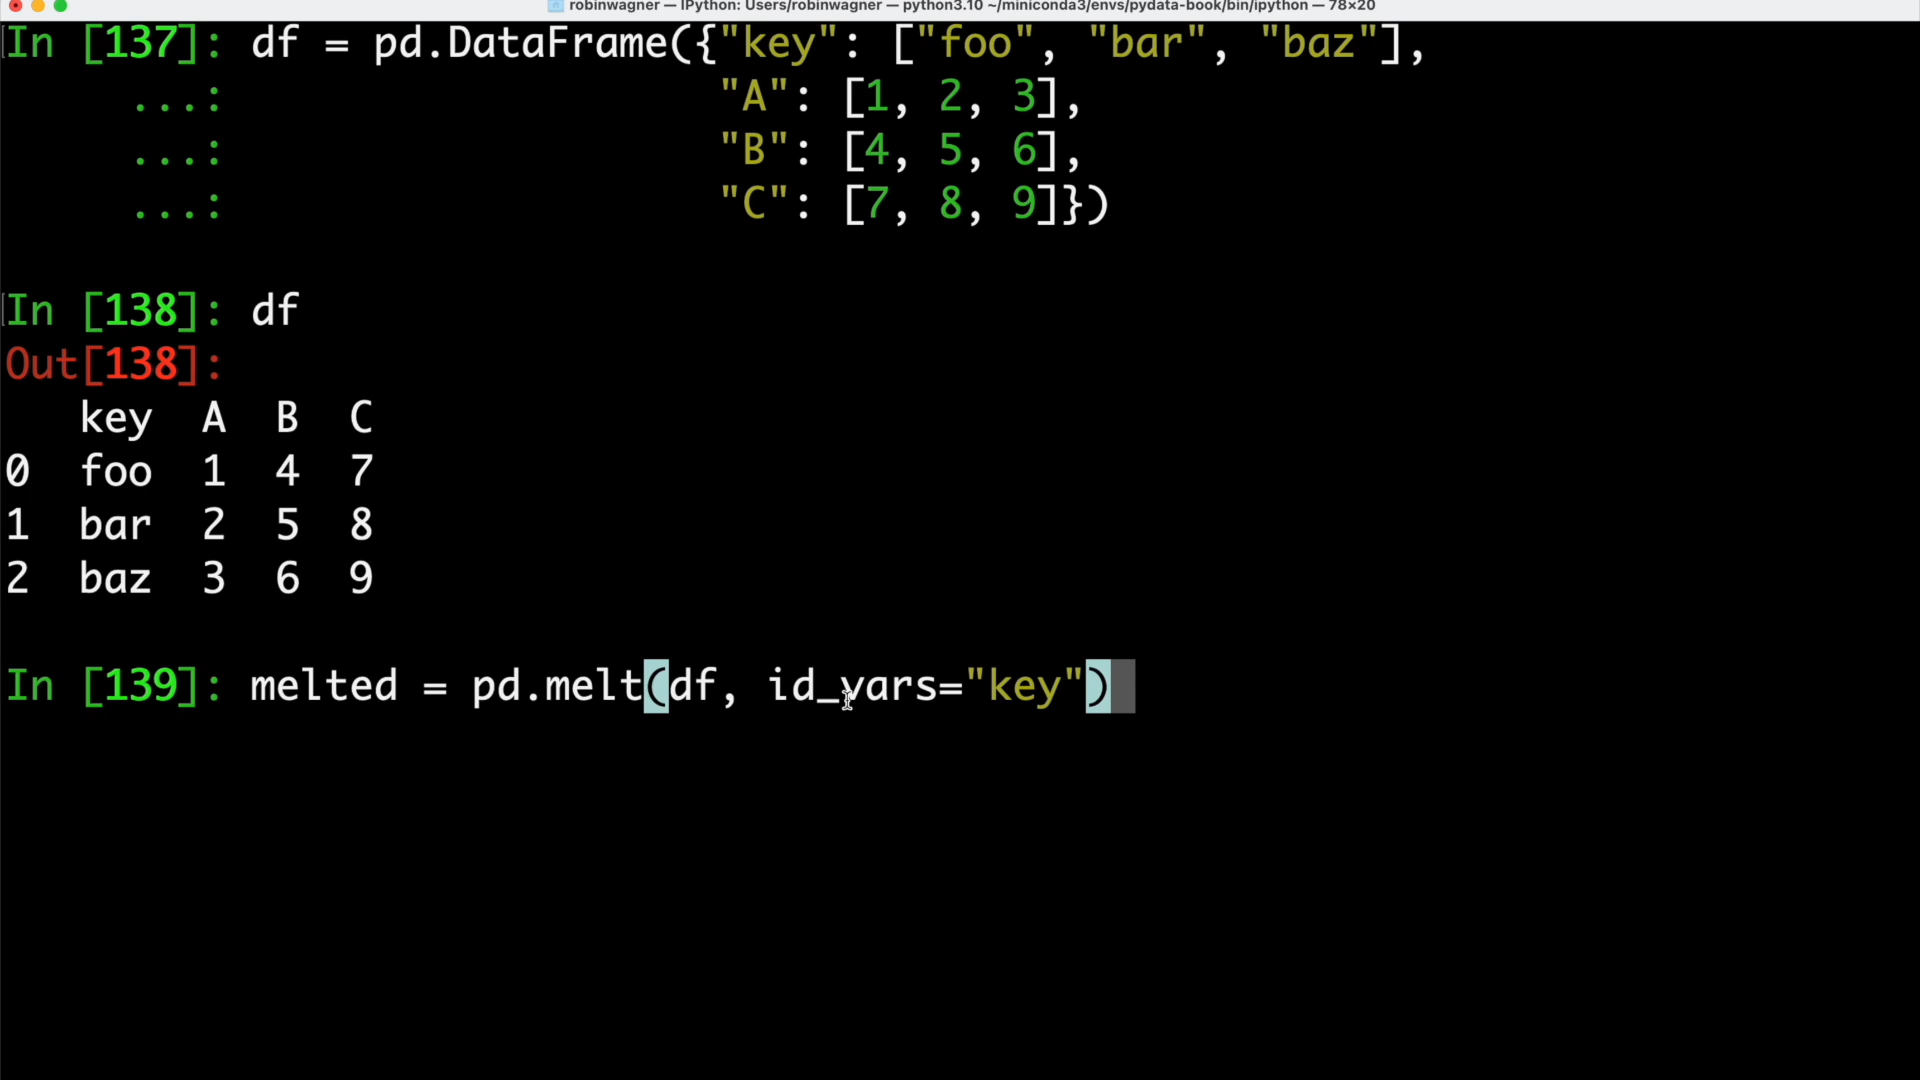 robinwagner — IPython: Users/robinwagner — python3.10 ~/miniconda3/envs/pydata-book/bin/ipython — 78×20
In [137]: df = pd.DataFrame({"key": ["foo", "bar", "baz"],
...: "A": [1, 2, 3],
...: "B": [4, 5, 6],
...: "C": [7, 8, 9]})
In [138]: df
Out[138]:
key A B C
0 foo 1 4 7
1 bar 2 5 8
2 baz 3 6 9
In [139]: melted = pd.melt(df, id_vars="key")